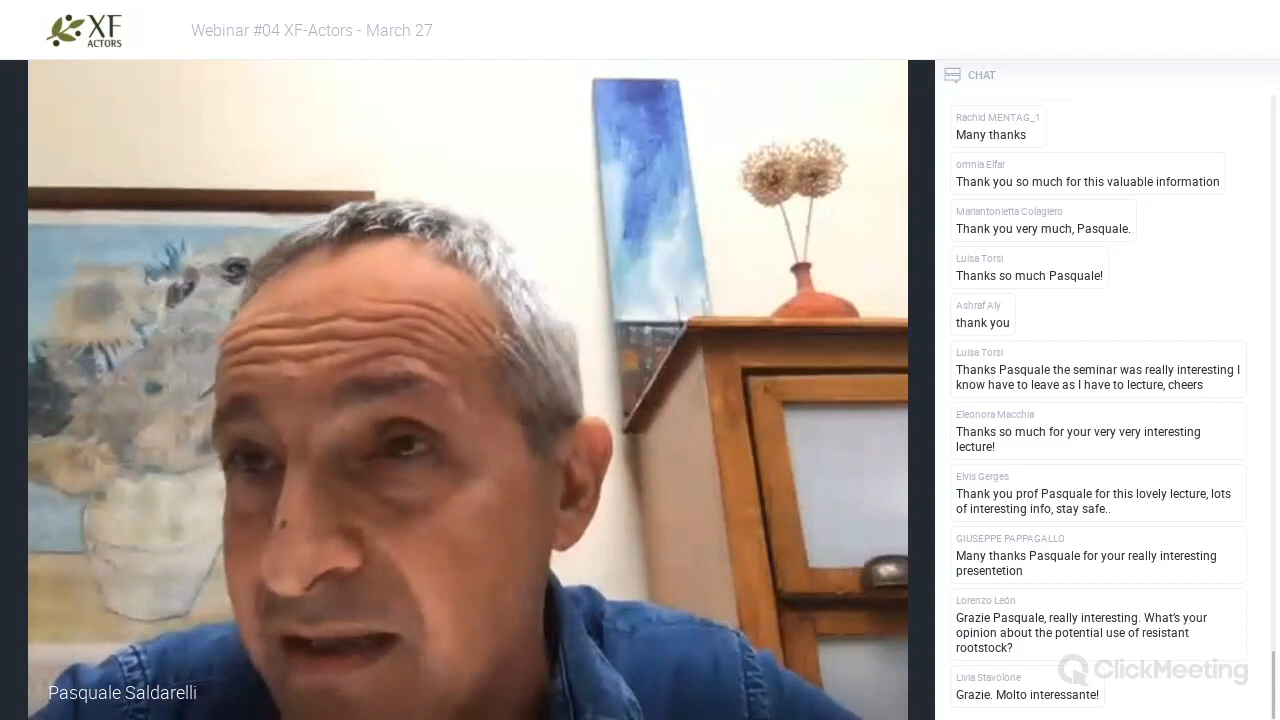 XF
ACTORS
Webinar #04 XF-Actors - March 27
CHAT
Rachid MENTAG_1
Many thanks
omnia Elfar
Thank you so much for this valuable information
Mariantonietta Colagiero
Thank you very much, Pasquale.
Luisa Torsi
Thanks so much Pasquale!
Ashraf Aly
thank you
Luisa Torsi
Thanks Pasquale the seminar was really interesting I
know have to leave as I have to lecture, cheers
Eleonora Macchia
Thanks so much for your very very interesting
lecture!
Elvis Gerges
Thank you prof Pasquale for this lovely lecture, lots
of interesting info, stay safe..
GIUSEPPE PAPPAGALLO
Many thanks Pasquale for your really interesting
presentetion
Lorenzo León
Grazie Pasquale, really interesting. What's your
opinion about the potential use of resistant
rootstock?
Livia Stavolone
Grazie. Molto interessante!
ClickMeeting
Pasquale Saldarelli